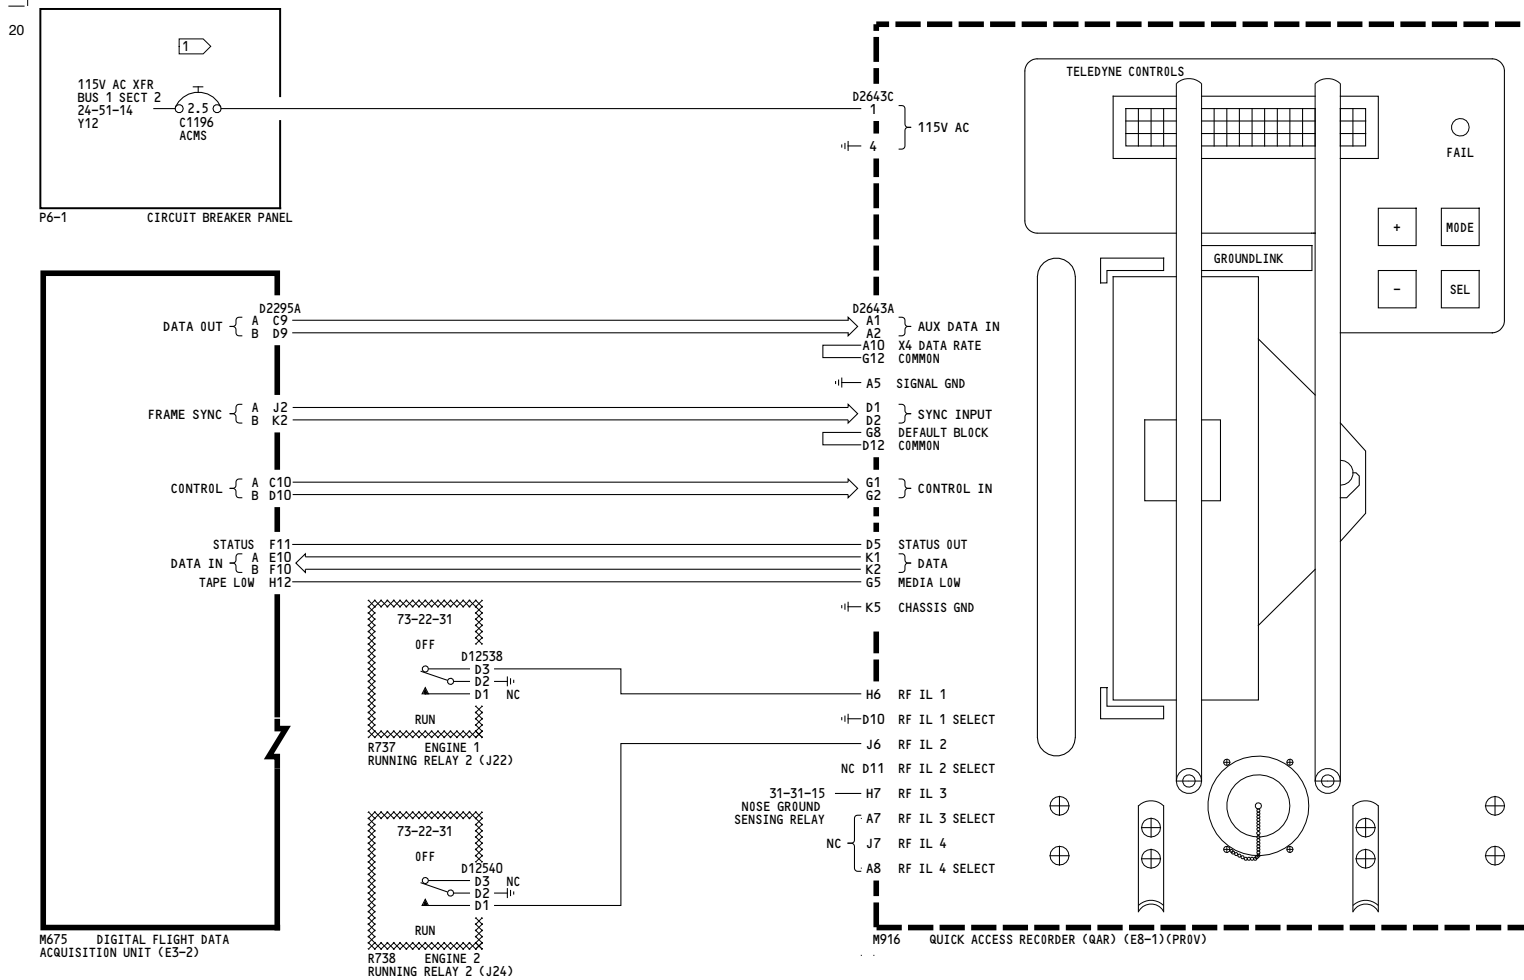 20
1
115V AC XFR
BUS 1 SECT 2
24-51-14
Y12
2.5
C1196
ACMS
P6-1 CIRCUIT BREAKER PANEL
D2643C
1
4
115V AC
TELEDYNE CONTROLS
FAIL
+
MODE
-
SEL
GROUNDLINK
D2295A
DATA OUT A C9
B D9
FRAME SYNC A J2
B K2
CONTROL A C10
B D10
STATUS F11
DATA IN A E10
B F10
TAPE LOW H12
D2643A
A1
A2
AUX DATA IN
A10 X4 DATA RATE
G12 COMMON
A5 SIGNAL GND
D1
D2
SYNC INPUT
G8 DEFAULT BLOCK
D12 COMMON
G1
G2
CONTROL IN
D5 STATUS OUT
K1
K2
DATA
G5 MEDIA LOW
K5 CHASSIS GND
H6 RF IL 1
D10 RF IL 1 SELECT
J6 RF IL 2
NC D11 RF IL 2 SELECT
31-31-15
NOSE GROUND
SENSING RELAY
H7 RF IL 3
A7 RF IL 3 SELECT
NC J7 RF IL 4
A8 RF IL 4 SELECT
73-22-31
OFF
D12538
D3
D2
D1 NC
RUN
R737 ENGINE 1
RUNNING RELAY 2 (J22)
73-22-31
OFF
D12540
D3 NC
D2
D1
RUN
R738 ENGINE 2
RUNNING RELAY 2 (J24)
M675 DIGITAL FLIGHT DATA
ACQUISITION UNIT (E3-2)
M916 QUICK ACCESS RECORDER (QAR) (E8-1)(PROV)